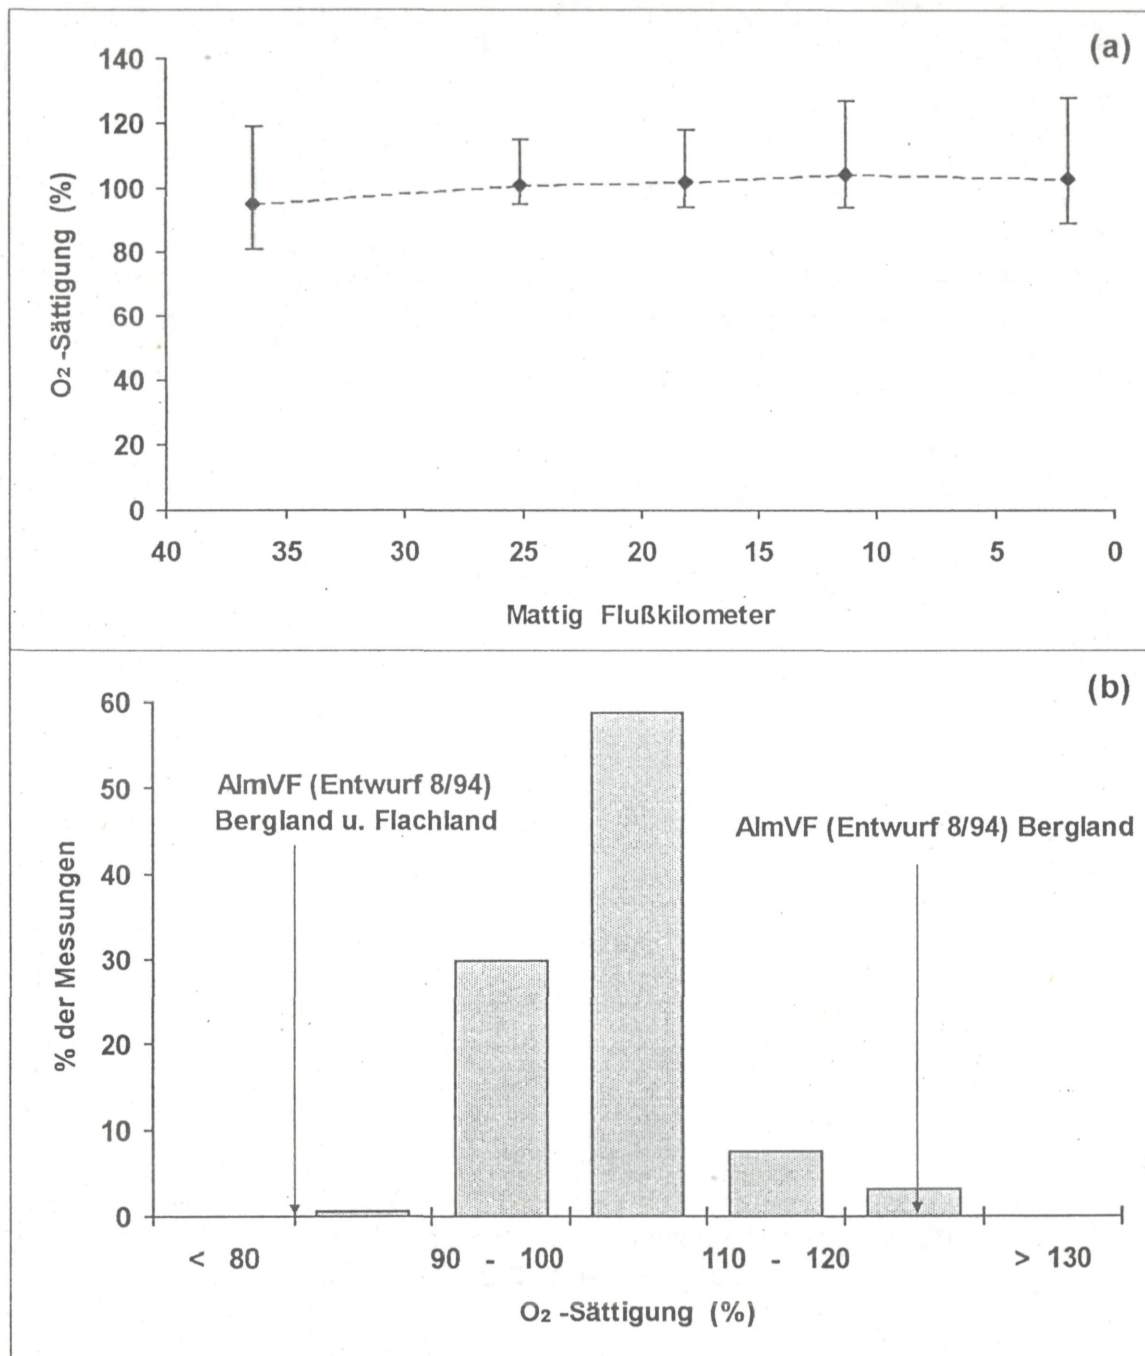 (a)
140
120
100
80
60
40
20
0
O₂ -Sättigung (%)
40 35 30 25 20 15 10 5 0
Mattig Flußkilometer
(b)
60
50
40
30
20
10
0
% der Messungen
AImVF (Entwurf 8/94)
Bergland u. Flachland
AImVF (Entwurf 8/94) Bergland
< 80 90 - 100 110 - 120 > 130
O₂ -Sättigung (%)